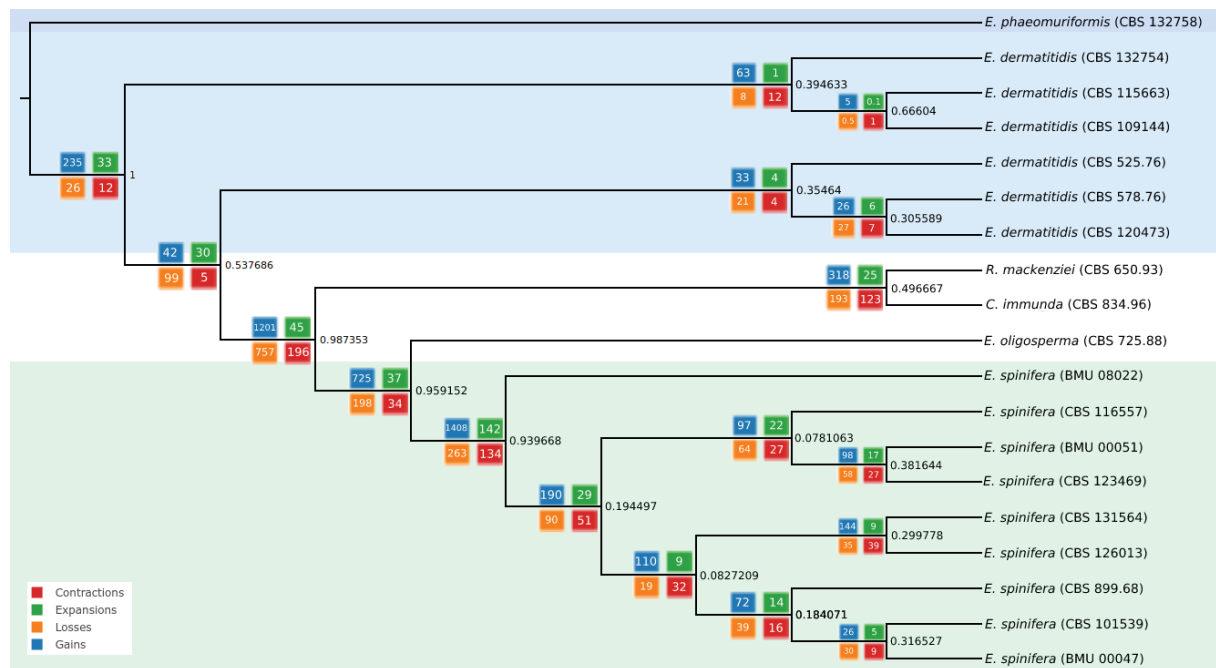 E. phaeomuriformis (CBS 132758)
E. dermatitidis (CBS 132754)
63 1
0.394633
8 12
E. dermatitidis (CBS 115663)
5 0.1
0.66604
0.5 1
E. dermatitidis (CBS 109144)
235 33
1
26 12
E. dermatitidis (CBS 525.76)
33 4
0.35464
21 4
E. dermatitidis (CBS 578.76)
26 6
0.305589
27 7
E. dermatitidis (CBS 120473)
42 30
0.537686
99 5
R. mackenziei (CBS 650.93)
318 25
0.496667
193 123
C. immunda (CBS 834.96)
1201 45
0.987353
757 196
E. oligosperma (CBS 725.88)
725 37
0.959152
198 34
E. spinifera (BMU 08022)
1408 142
0.939668
263 134
E. spinifera (CBS 116557)
97 22
0.0781063
64 27
E. spinifera (BMU 00051)
98 17
0.381644
58 27
E. spinifera (CBS 123469)
190 29
0.194497
90 51
E. spinifera (CBS 131564)
144 9
0.299778
35 39
E. spinifera (CBS 126013)
110 9
0.0827209
19 32
E. spinifera (CBS 899.68)
72 14
0.184071
39 16
E. spinifera (CBS 101539)
26 5
0.316527
30 9
E. spinifera (BMU 00047)
Contractions
Expansions
Losses
Gains